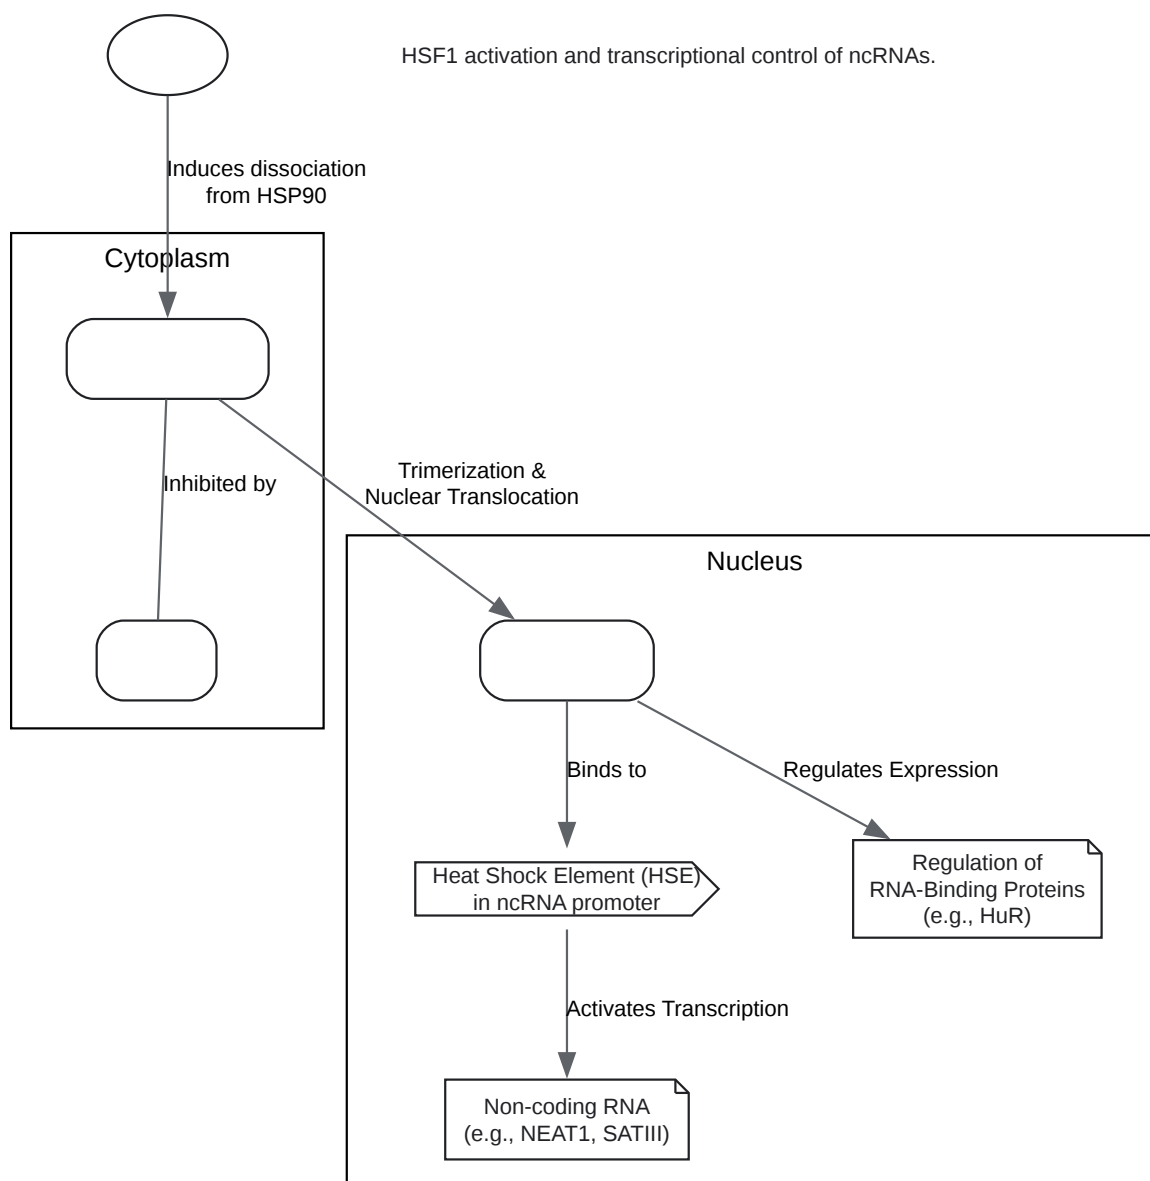 HSF1 activation and transcriptional control of ncRNAs.
Induces dissociation
from HSP90
Cytoplasm
Inhibited by
Trimerization &
Nuclear Translocation
Nucleus
Binds to
Regulates Expression
Heat Shock Element (HSE)
in ncRNA promoter
Regulation of
RNA-Binding Proteins
(e.g., HuR)
Activates Transcription
Non-coding RNA
(e.g., NEAT1, SATIII)